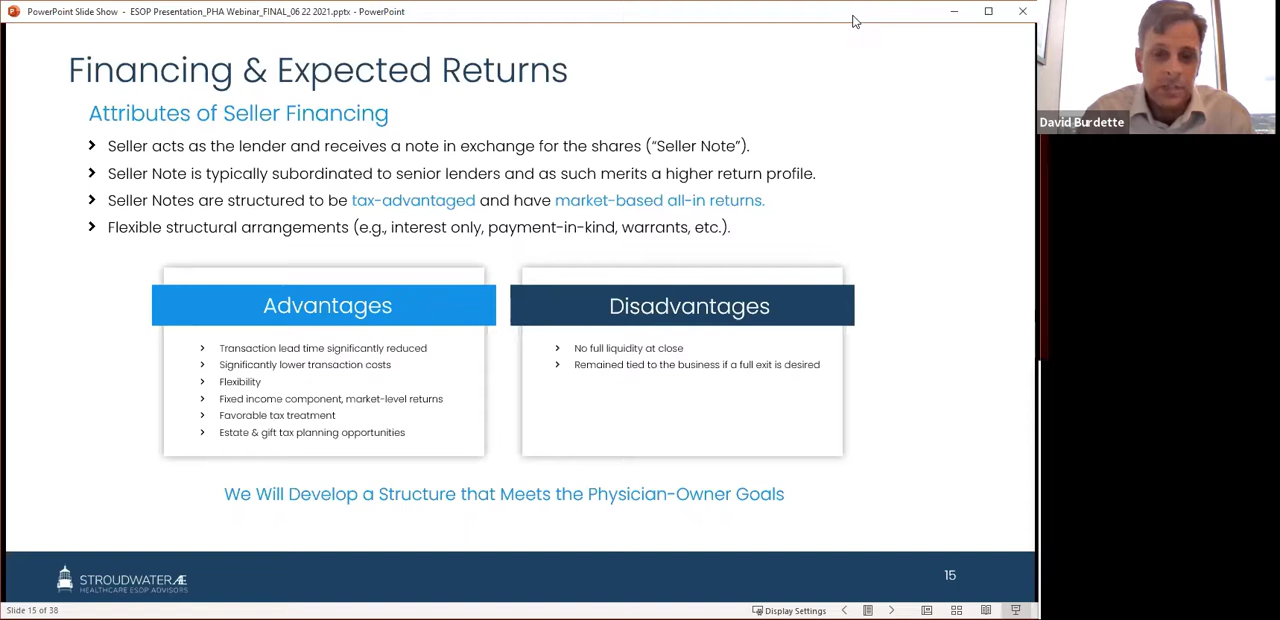 PowerPoint Slide Show - ESOP Presentation_PHA Webinar_FINAL_06 22 2021.pptx - PowerPoint
Financing & Expected Returns
Attributes of Seller Financing
Seller acts as the lender and receives a note in exchange for the shares (“Seller Note”).
Seller Note is typically subordinated to senior lenders and as such merits a higher return profile.
Seller Notes are structured to be tax-advantaged and have market-based all-in returns.
Flexible structural arrangements (e.g., interest only, payment-in-kind, warrants, etc.).
Advantages
Transaction lead time significantly reduced
Significantly lower transaction costs
Flexibility
Fixed income component, market-level returns
Favorable tax treatment
Estate & gift tax planning opportunities
Disadvantages
No full liquidity at close
Remained tied to the business if a full exit is desired
We Will Develop a Structure that Meets the Physician-Owner Goals
STROUDWATER Æ
HEALTHCARE ESOP ADVISORS
15
Slide 15 of 38
Display Settings
David Burdette